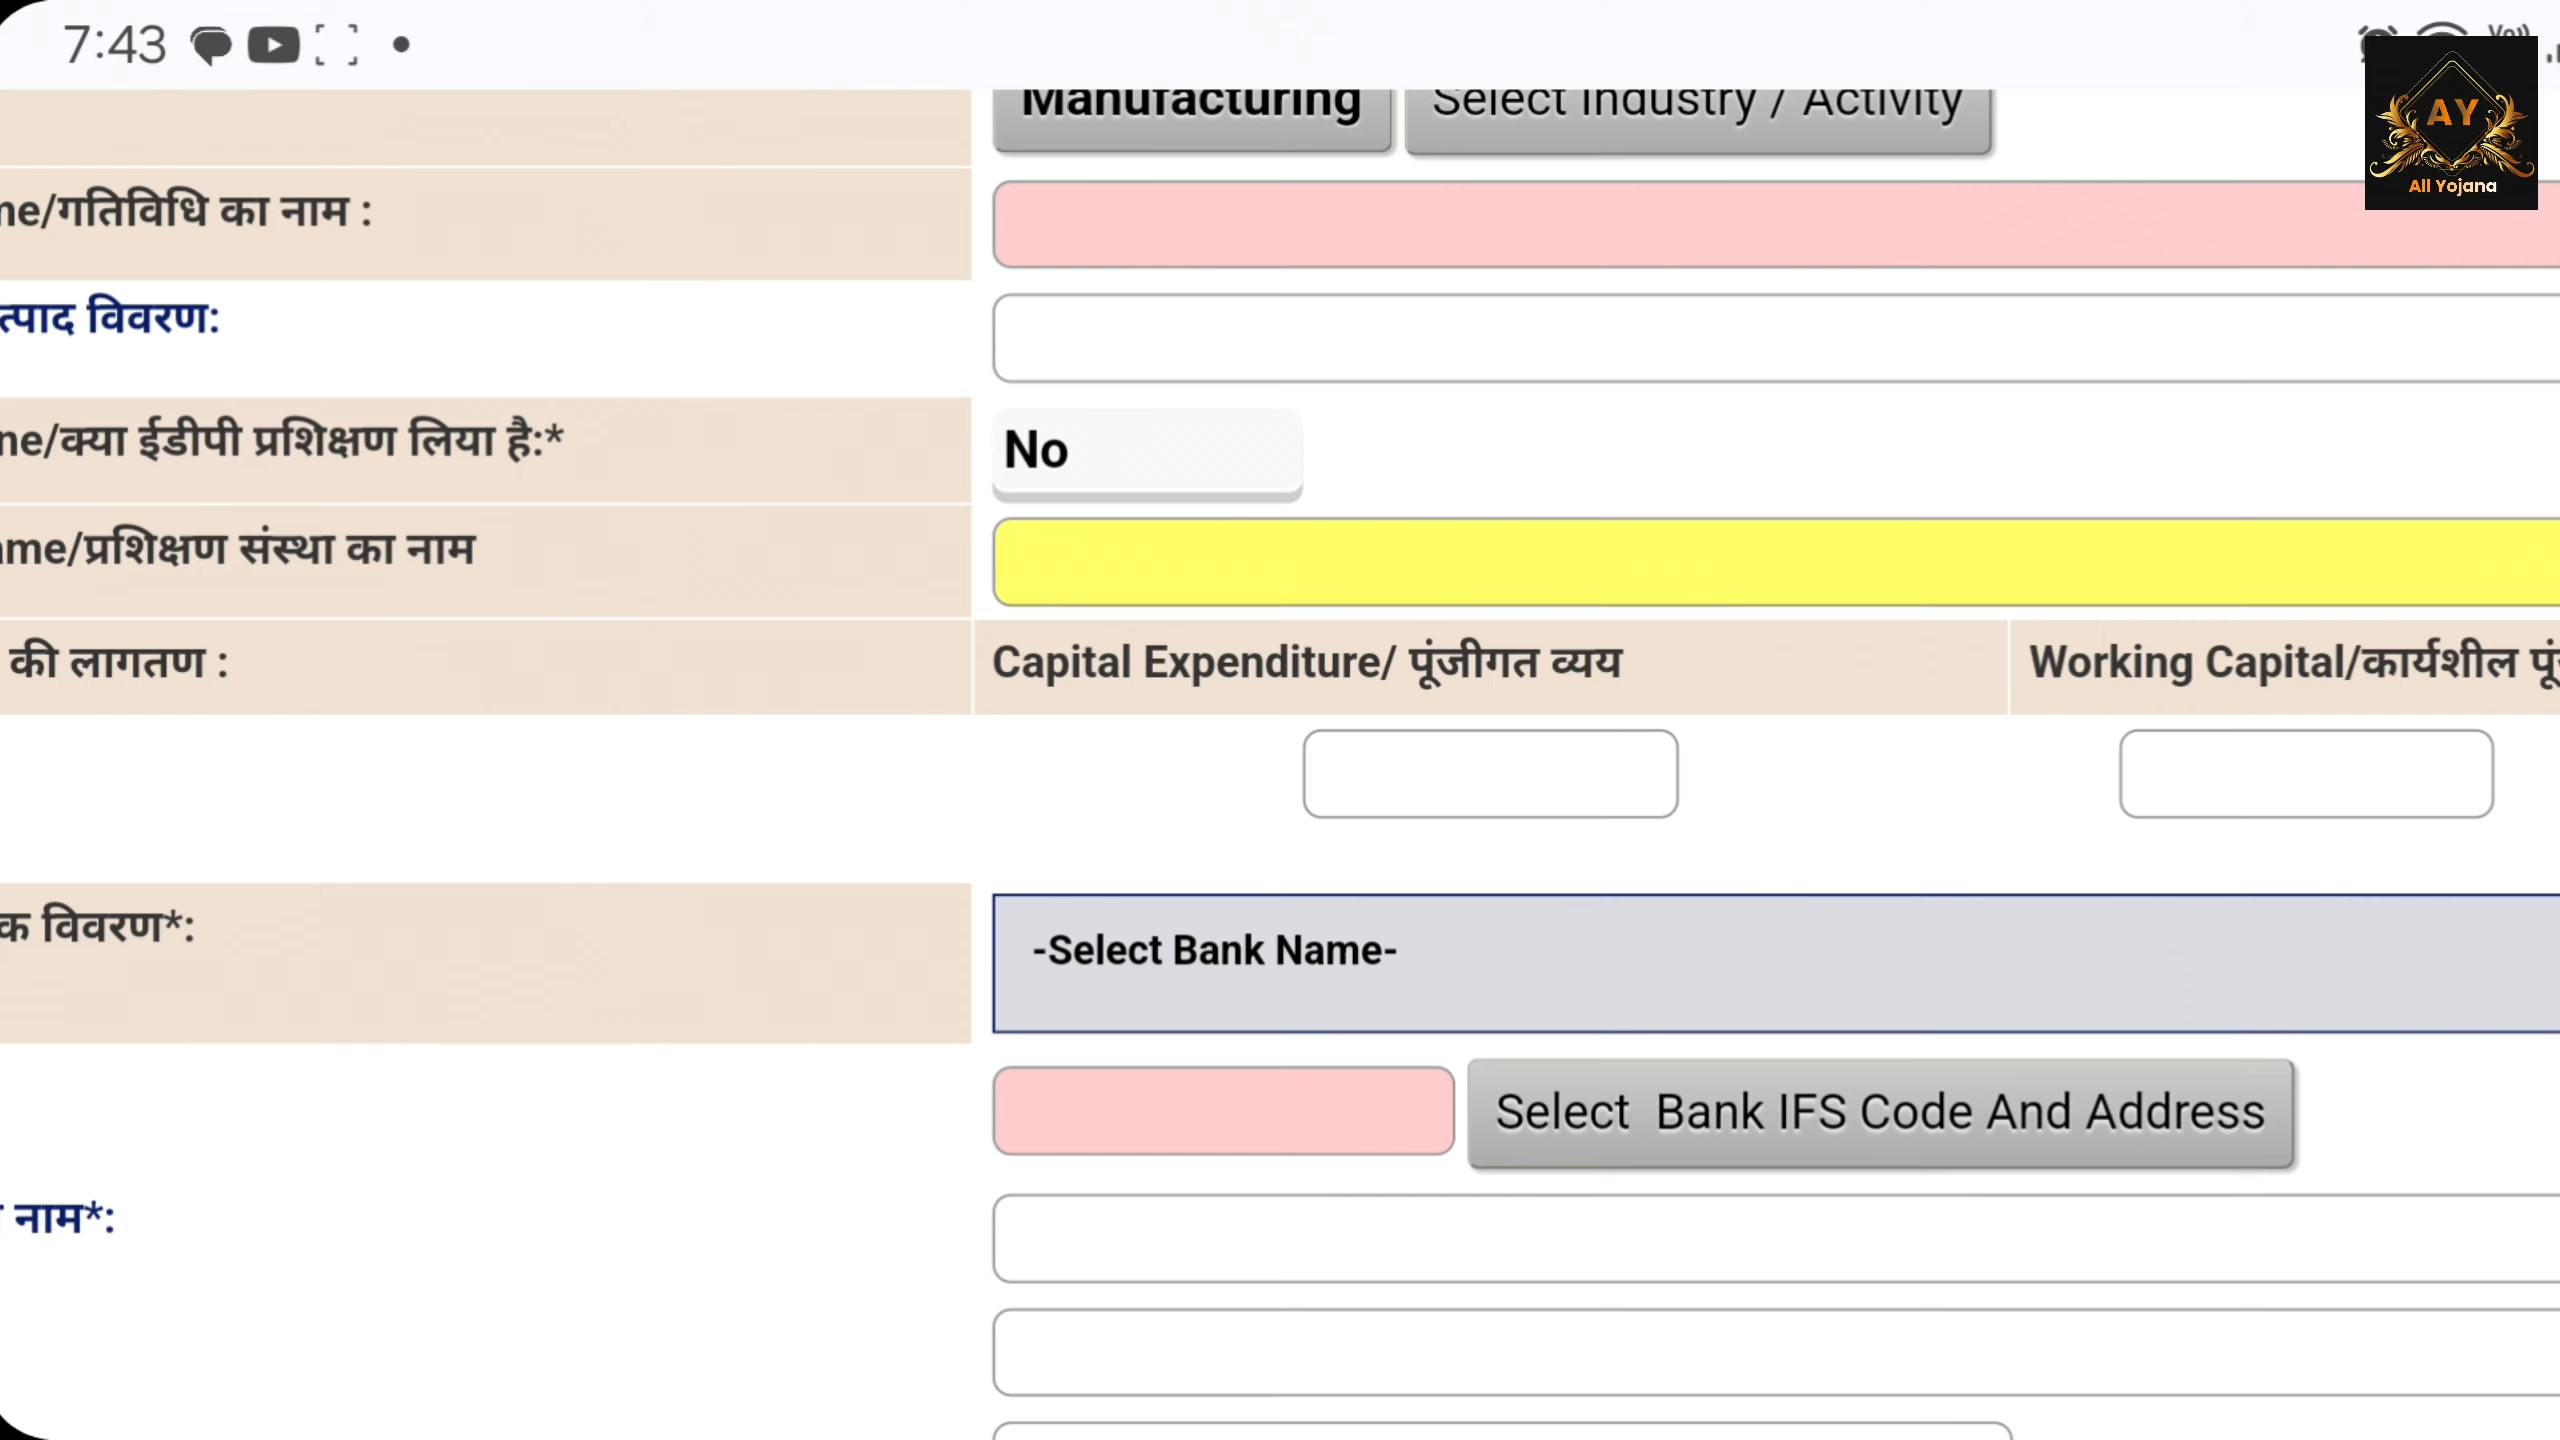 7:43
Manufacturing Select Industry / Activity
AY
All Yojana
me/गतिविधि का नाम :
त्पाद विवरण:
ne/क्या ईडीपी प्रशिक्षण लिया है:* No
ame/प्रशिक्षण संस्था का नाम
की लागतण : Capital Expenditure/ पूंजीगत व्यय Working Capital/कार्यशील
क विवरण*: -Select Bank Name-
Select Bank IFS Code And Address
नाम*: